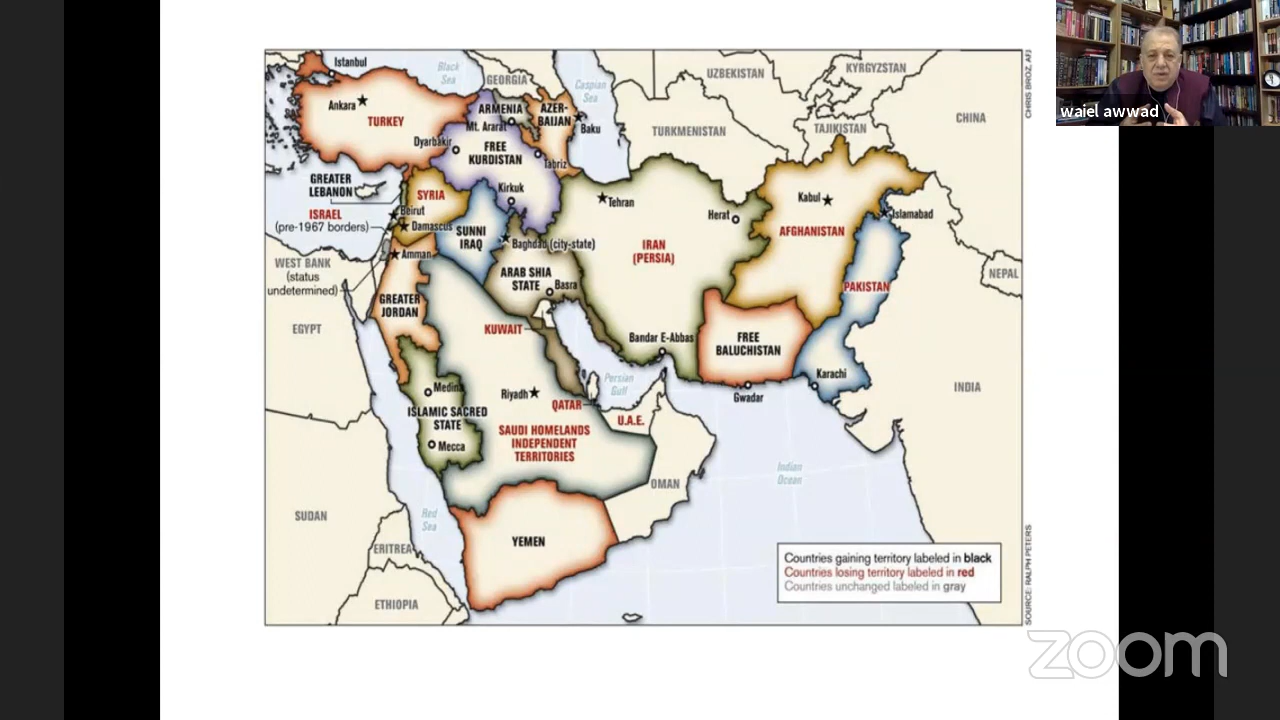 waiel awwad
Istanbul
Black
Sea
GEORGIA
Caspian
Sea
UZBEKISTAN
KYRGYZSTAN
CHRIS BROZ, AFJ
Ankara
TURKEY
ARMENIA
AZER-
BAIJAN
Baku
TURKMENISTAN
TAJIKISTAN
CHINA
Mt. Ararat
Dyarbakir
FREE
KURDISTAN
Tabriz
GREATER
LEBANON
SYRIA
Kirkuk
Tehran
Herat
Kabul
Islamabad
ISRAEL
(pre-1967 borders)
Beirut
Damascus
SUNNI
IRAQ
Baghdad (city-state)
IRAN
(PERSIA)
AFGHANISTAN
WEST BANK
(status
undetermined)
Amman
ARAB SHIA
STATE
Basra
PAKISTAN
NEPAL
GREATER
JORDAN
EGYPT
KUWAIT
Bandar E-Abbas
FREE
BALUCHISTAN
Karachi
INDIA
Gwadar
Medina
Persian
Gulf
Riyadh
QATAR
U.A.E.
ISLAMIC SACRED
STATE
Mecca
SAUDI HOMELANDS
INDEPENDENT
TERRITORIES
OMAN
Indian
Ocean
SUDAN
Red
Sea
YEMEN
ERITREA
ETHIOPIA
Countries gaining territory labeled in black
Countries losing territory labeled in red
Countries unchanged labeled in gray
SOURCE: RALPH PETERS
zoom